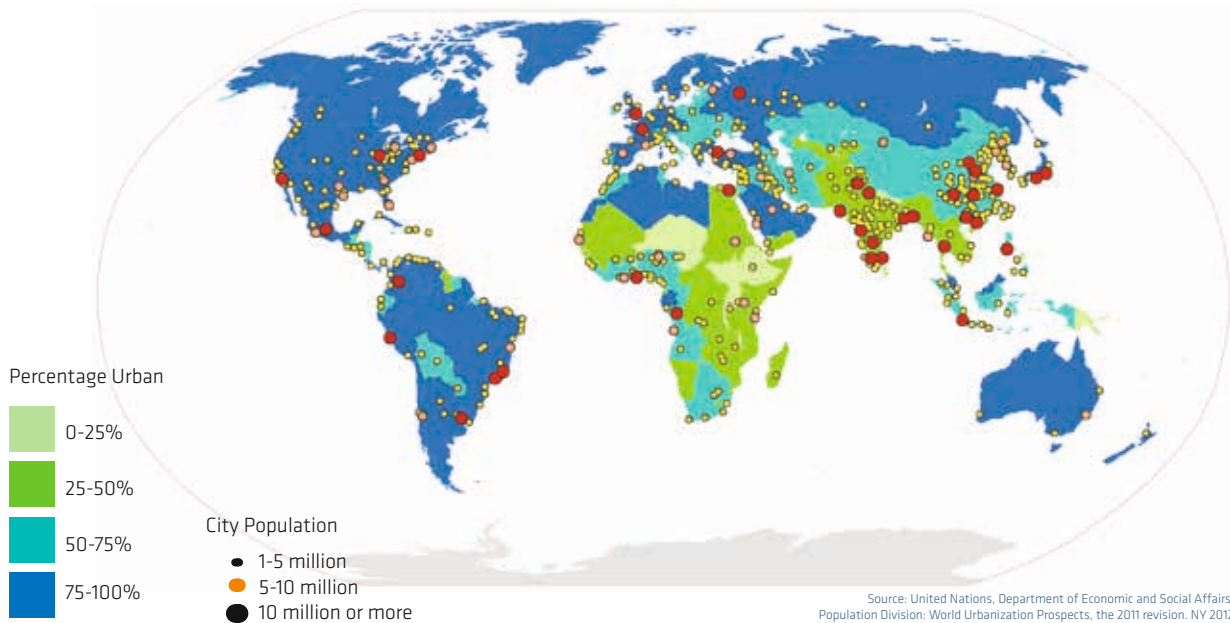 Percentage Urban
0-25%
25-50%
50-75%
75-100%
City Population
1-5 million
5-10 million
10 million or more
Source: United Nations, Department of Economic and Social Affairs
Population Division: World Urbanization Prospects, the 2011 revision. NY 2012